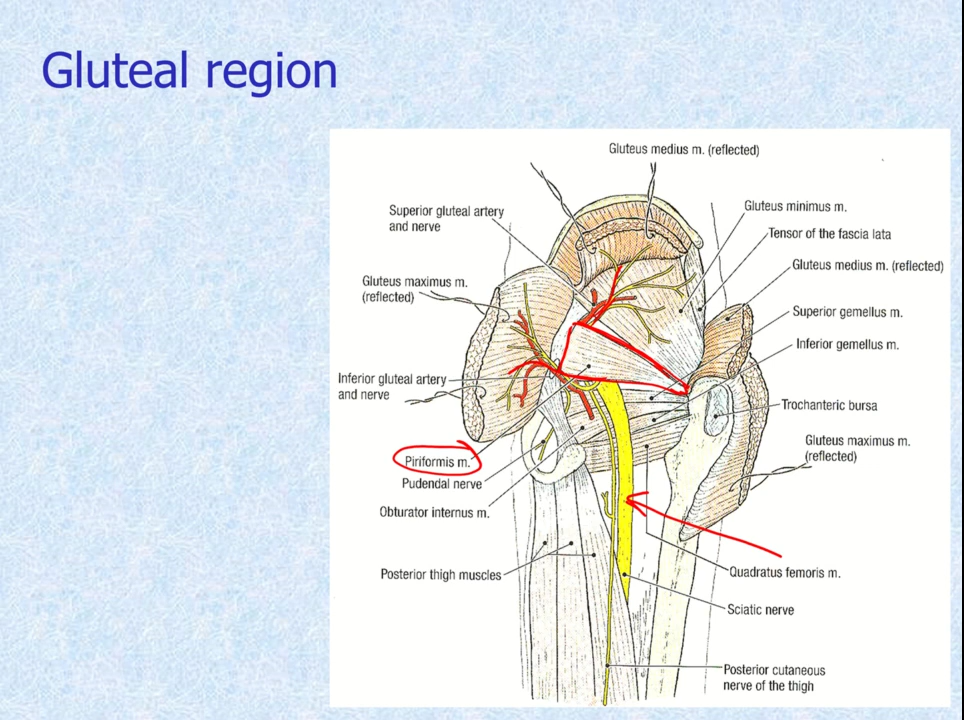 Gluteal region
Gluteus medius m. (reflected)
Superior gluteal artery
and nerve
Gluteus minimus m.
Tensor of the fascia lata
Gluteus medius m. (reflected)
Gluteus maximus m.
(reflected)
Superior gemellus m.
Inferior gemellus m.
Inferior gluteal artery
and nerve
Trochanteric bursa
Gluteus maximus m.
(reflected)
Piriformis m.
Pudendal nerve
Obturator internus m.
Posterior thigh muscles
Quadratus femoris m.
Sciatic nerve
Posterior cutaneous
nerve of the thigh